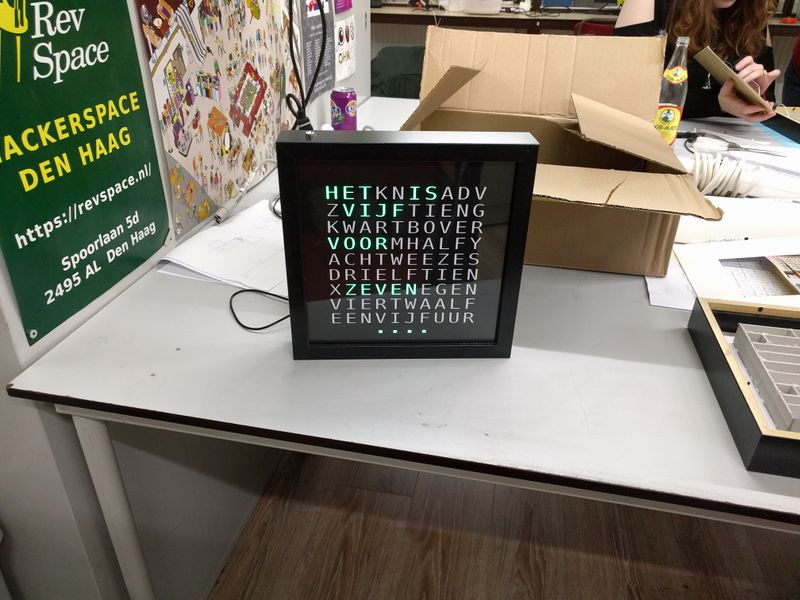 Rev
Space
HACKERSPACE
DEN HAAG
https://revspace.nl/
Spoorlaan 5d
2495 AL Den Haag
HETKNISADV
ZVIJFTIENG
KWARTBOVER
VOORMHALFY
ACHTWEEZES
DRIELFTIEN
XZEVENEGEN
VIERTWAALF
EENVIJFUUR